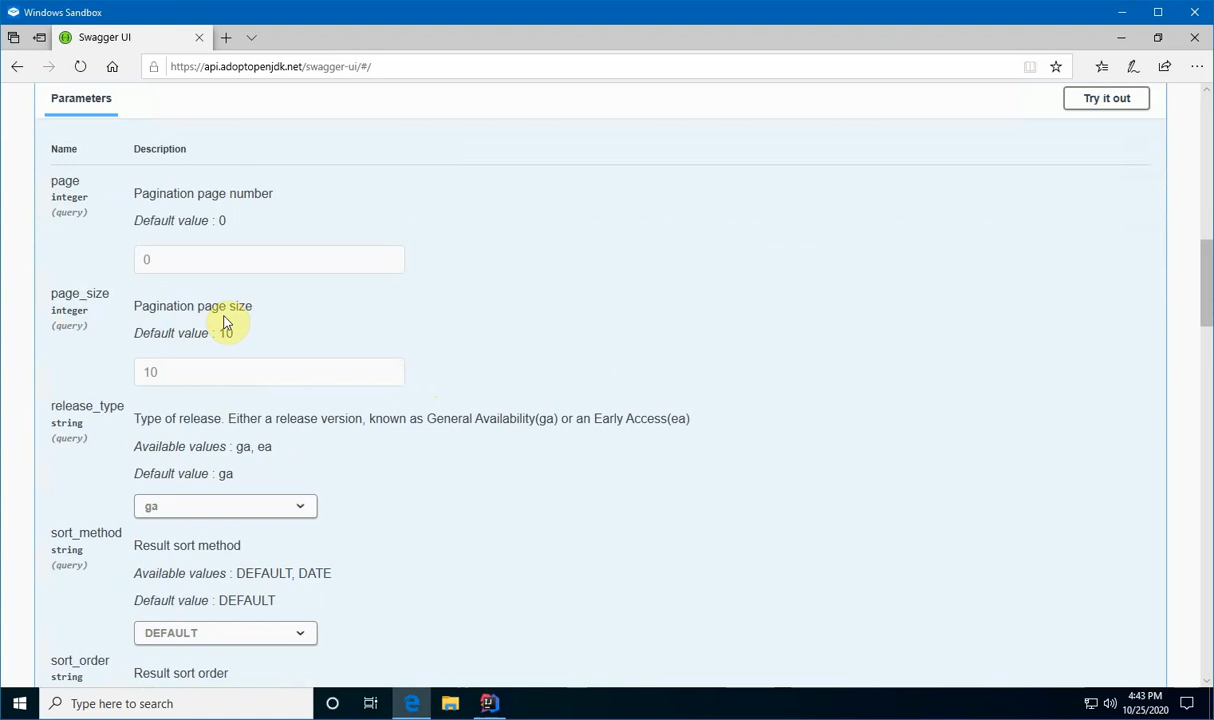 Windows Sandbox
Swagger UI
https://api.adoptopenjdk.net/swagger-ui/#/
Parameters
Try it out
Name
Description
page
integer
(query)
Pagination page number
Default value : 0
0
page_size
integer
(query)
Pagination page size
Default value : 10
10
release_type
string
(query)
Type of release. Either a release version, known as General Availability(ga) or an Early Access(ea)
Available values : ga, ea
Default value : ga
ga
sort_method
string
(query)
Result sort method
Available values : DEFAULT, DATE
Default value : DEFAULT
DEFAULT
sort_order
string
Result sort order
Type here to search
4:43 PM
10/25/2020